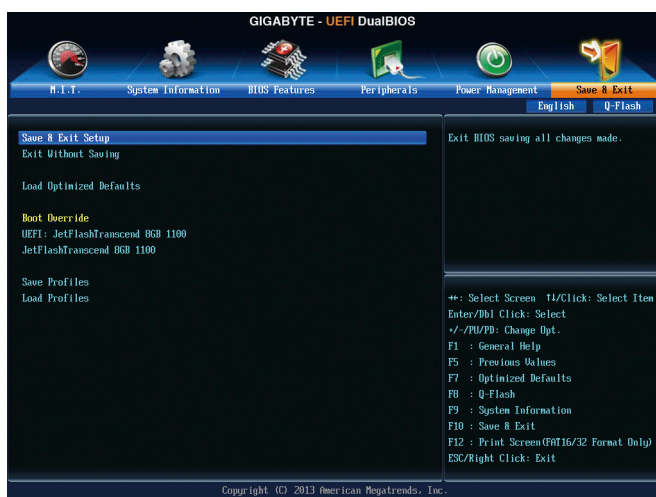 GIGABYTE - UEFI DualBIOS
M.I.T.
System Information
BIOS Features
Peripherals
Power Management
Save & Exit
English
Q-Flash
Save & Exit Setup
Exit Without Saving
Load Optimized Defaults
Boot Override
UEFI: JetFlashTranscend 8GB 1100
JetFlashTranscend 8GB 1100
Save Profiles
Load Profiles
Exit BIOS saving all changes made.
→←: Select Screen ↑↓/Click: Select Item
Enter/Dbl Click: Select
+/-/PU/PD: Change Opt.
F1 : General Help
F5 : Previous Values
F7 : Optimized Defaults
F8 : Q-Flash
F9 : System Information
F10 : Save & Exit
F12 : Print Screen(FAT16/32 Format Only)
ESC/Right Click: Exit
Copyright (C) 2013 American Megatrends, Inc.